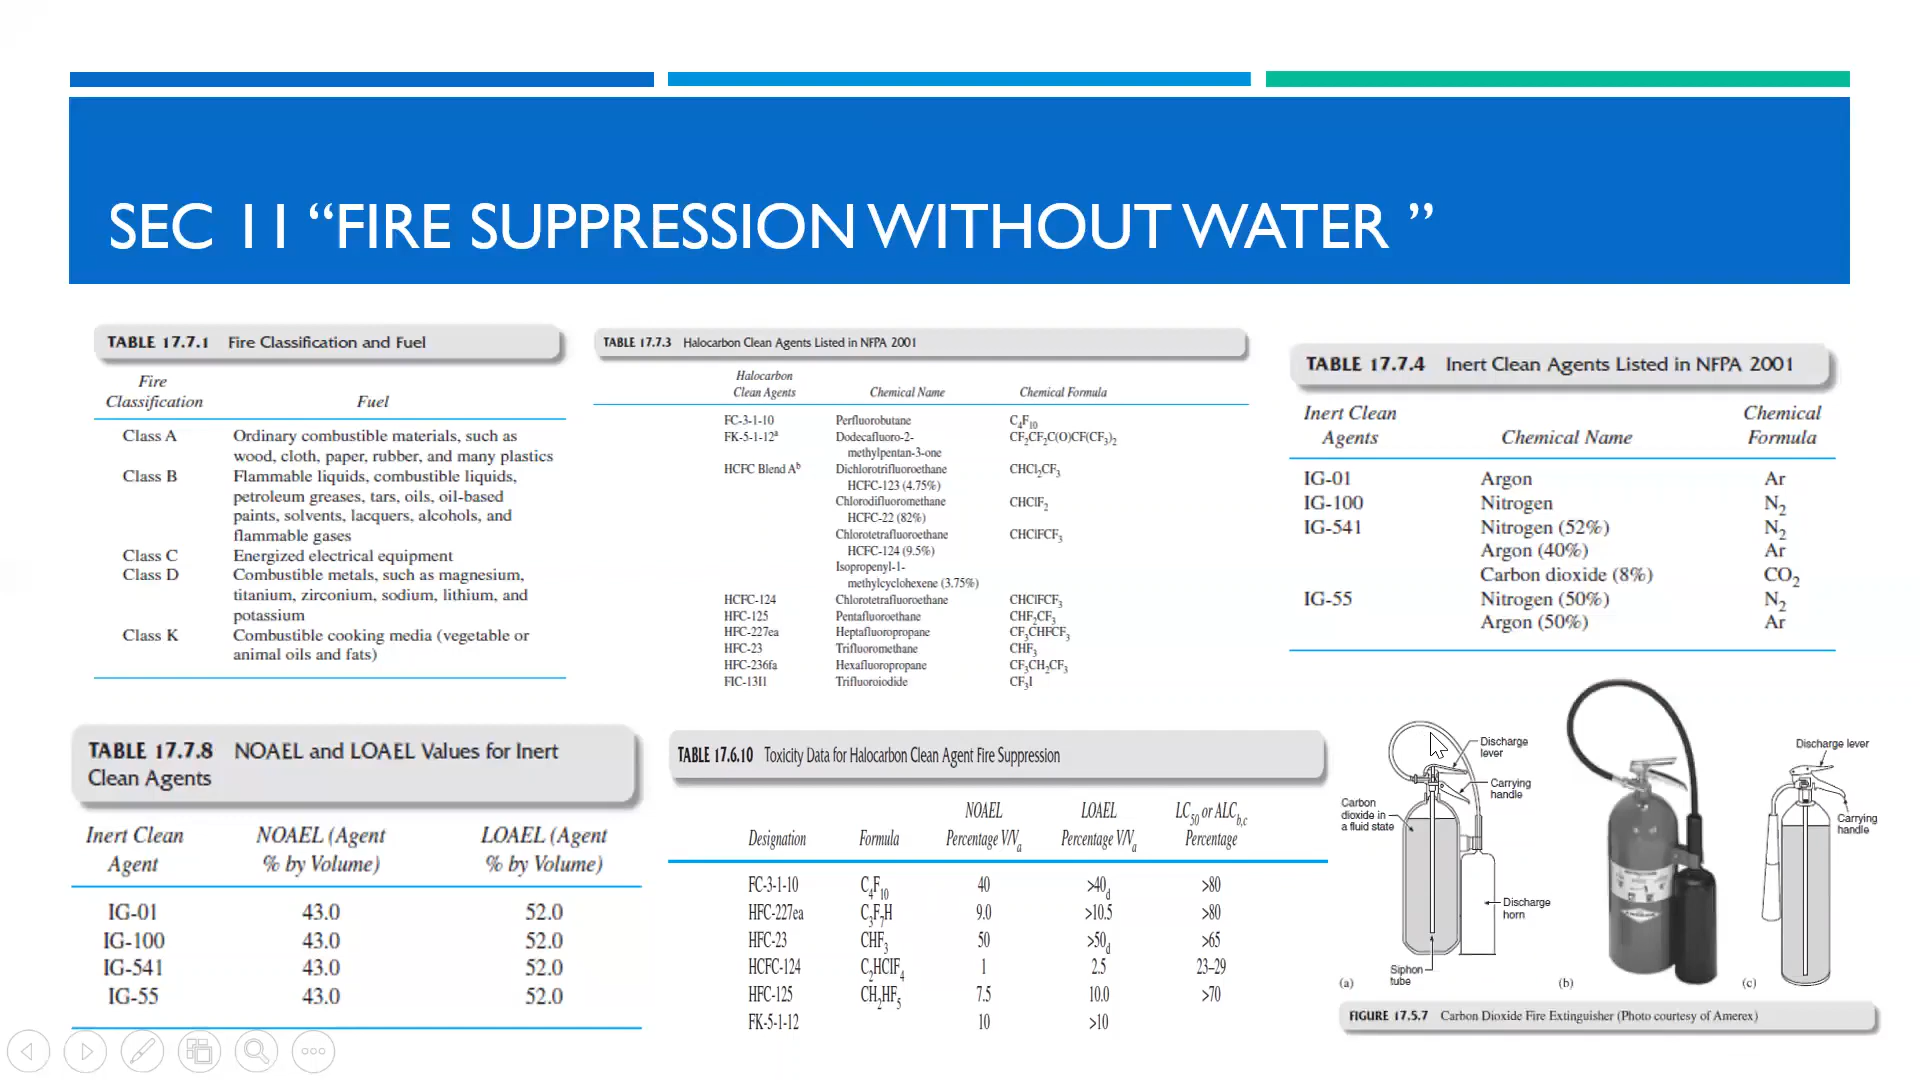 SEC 11 “FIRE SUPPRESSION WITHOUT WATER ”
TABLE 17.7.1 Fire Classification and Fuel
Fire
Classification Fuel
Class A Ordinary combustible materials, such as
wood, cloth, paper, rubber, and many plastics
Class B Flammable liquids, combustible liquids,
petroleum greases, tars, oils, oil-based
paints, solvents, lacquers, alcohols, and
flammable gases
Class C Energized electrical equipment
Class D Combustible metals, such as magnesium,
titanium, zirconium, sodium, lithium, and
potassium
Class K Combustible cooking media (vegetable or
animal oils and fats)
TABLE 17.7.3 Halocarbon Clean Agents Listed in NFPA 2001
Halocarbon
Clean Agents Chemical Name Chemical Formula
FC-3-1-10 Perfluorobutane C4F10
FK-5-1-12a Dodecafluoro-2- CF3CF2C(O)CF(CF3)2
methylpentan-3-one
HCFC Blend Ab Dichlorotrifluoroethane CHCl2CF3
HCFC-123 (4.75%)
Chlorodifluoromethane CHClF2
HCFC-22 (82%)
Chlorotetrafluoroethane CHClFCF3
HCFC-124 (9.5%)
Isopropenyl-1-
methylcyclohexene (3.75%)
HCFC-124 Chlorotetrafluoroethane CHClFCF3
HFC-125 Pentafluoroethane CHF2CF3
HFC-227ea Heptafluoropropane CF3CHFCF3
HFC-23 Trifluoromethane CHF3
HFC-236fa Hexafluoropropane CF3CH2CF3
FIC-13I1 Trifluoroiodide CF3I
TABLE 17.7.4 Inert Clean Agents Listed in NFPA 2001
Inert Clean Chemical
Agents Chemical Name Formula
IG-01 Argon Ar
IG-100 Nitrogen N2
IG-541 Nitrogen (52%) N2
Argon (40%) Ar
Carbon dioxide (8%) CO2
IG-55 Nitrogen (50%) N2
Argon (50%) Ar
TABLE 17.7.8 NOAEL and LOAEL Values for Inert
Clean Agents
Inert Clean NOAEL (Agent LOAEL (Agent
Agent % by Volume) % by Volume)
IG-01 43.0 52.0
IG-100 43.0 52.0
IG-541 43.0 52.0
IG-55 43.0 52.0
TABLE 17.6.10 Toxicity Data for Halocarbon Clean Agent Fire Suppression
NOAEL LOAEL LC50 or ALCb,c
Designation Formula Percentage V/Va Percentage V/Va Percentage
FC-3-1-10 C4F10 40 >40d >80
HFC-227ea C3F7H 9.0 >10.5 >80
HFC-23 CHF3 50 >50d >65
HCFC-124 C2HClF4 1 2.5 23–29
HFC-125 CH2HF5 7.5 10.0 >70
FK-5-1-12 10 >10
Discharge
lever
Carrying
handle
Carbon
dioxide in
a fluid state
Discharge
horn
Siphon
tube
(a)
(b)
Discharge lever
Carrying
handle
(c)
FIGURE 17.5.7 Carbon Dioxide Fire Extinguisher (Photo courtesy of Amerex)